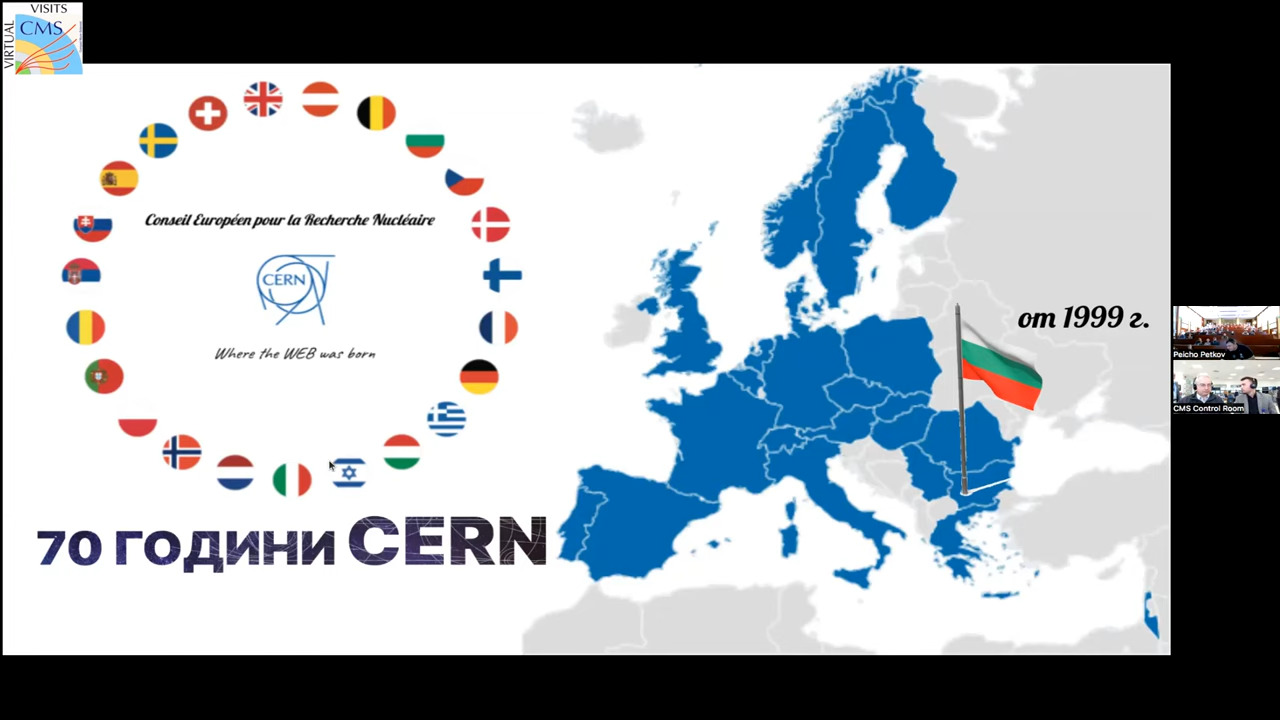 VISITS
VIRTUAL
CMS
Conseil Européen pour la Recherche Nucléaire
CERN
Where the WEB was born
70 ГОДИНИ CERN
от 1999 г.
Peicho Petkov
CMS Control Room